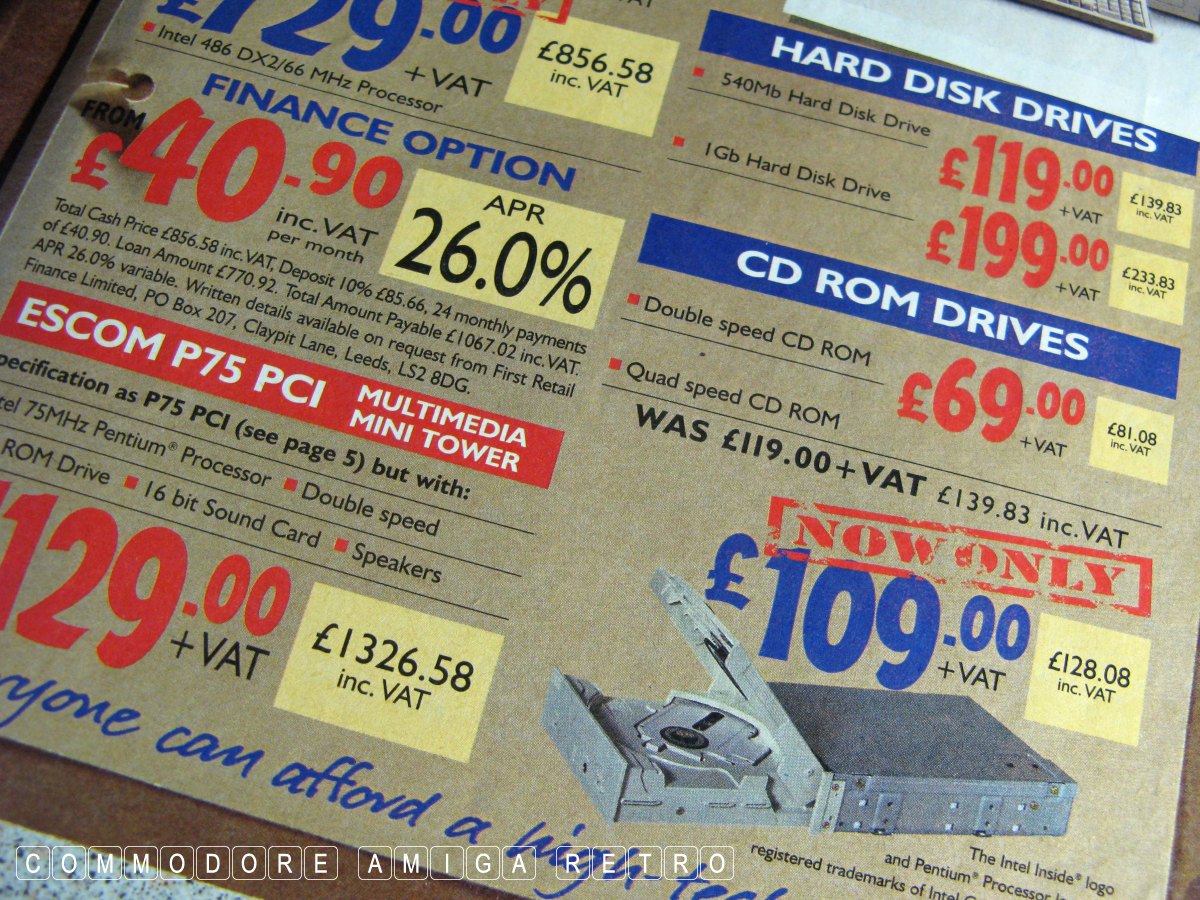 £729.00
+VAT
£856.58
inc. VAT
+VAT
Intel 486 DX2/66 MHz Processor
FINANCE OPTION
FROM
£40.90
inc. VAT
per month
APR
26.0%
Total Cash Price £856.58 inc. VAT, Deposit 10% £85.66, 24 monthly payments
of £40.90. Loan Amount £770.92. Total Amount Payable £1067.02 inc. VAT.
APR 26.0% variable. Written details available on request from First Retail
Finance Limited, PO Box 207, Claypit Lane, Leeds, LS2 8DG.
ESCOM P75 PCI MULTIMEDIA
MINI TOWER
pecification as P75 PCI (see page 5) but with:
tel 75MHz Pentium® Processor ▪ Double speed
ROM Drive ▪ 16 bit Sound Card ▪ Speakers
1129.00
+VAT
£1326.58
inc. VAT
ryone can afford a high-tec
HARD DISK DRIVES
▪ 540Mb Hard Disk Drive
£119.00
+VAT
£139.83
inc. VAT
▪ 1Gb Hard Disk Drive
£199.00
+VAT
£233.83
inc. VAT
CD ROM DRIVES
▪ Double speed CD ROM
£69.00
+VAT
£81.08
inc. VAT
▪ Quad speed CD ROM
WAS £119.00+VAT £139.83 inc. VAT
NOW ONLY
£109.00
+VAT
£128.08
inc. VAT
The Intel Inside® logo
and Pentium® Processor
registered trademarks of Intel
COMMODORE AMIGA RETRO